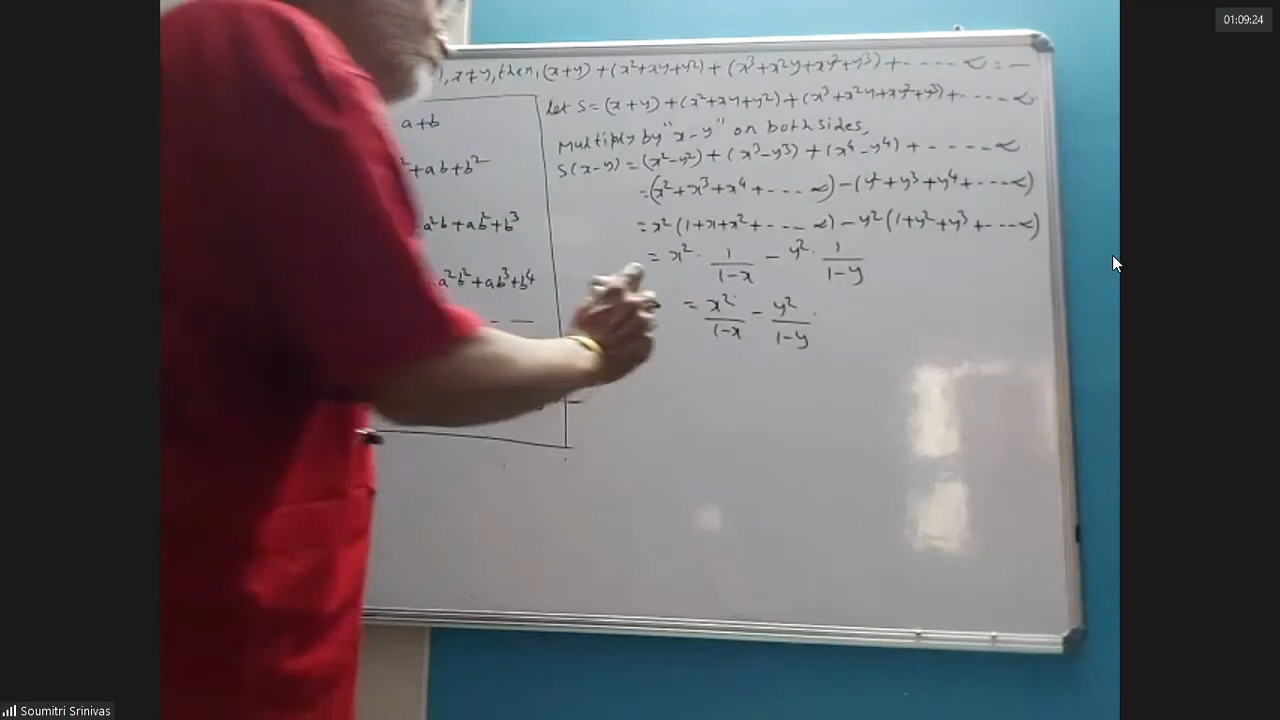 01:09:24
, x≠y, then, (x+y) + (x²+xy+y²) + (x³+x²y+xy²+y³) + - - - - ∝ : —
let S = (x+y) + (x²+xy+y²) + (x³+x²y+xy²+y³) + - - - - ∝
Multiply by "x-y" on both sides,
S(x-y) = (x²-y²) + (x³-y³) + (x⁴-y⁴) + - - - - - ∝
= (x²+x³+x⁴+ - - - ∝) - (y²+y³+y⁴+ - - - ∝)
= x² (1+x+x²+ - - - - ∝) - y² (1+y²+y³+ - - - ∝)
= x² · 1/(1-x) - y² · 1/(1-y)
= x²/(1-x) - y²/(1-y)
a+b
²+ab+b²
a²b+ab²+b³
a²b²+ab³+b⁴
Soumitri Srinivas